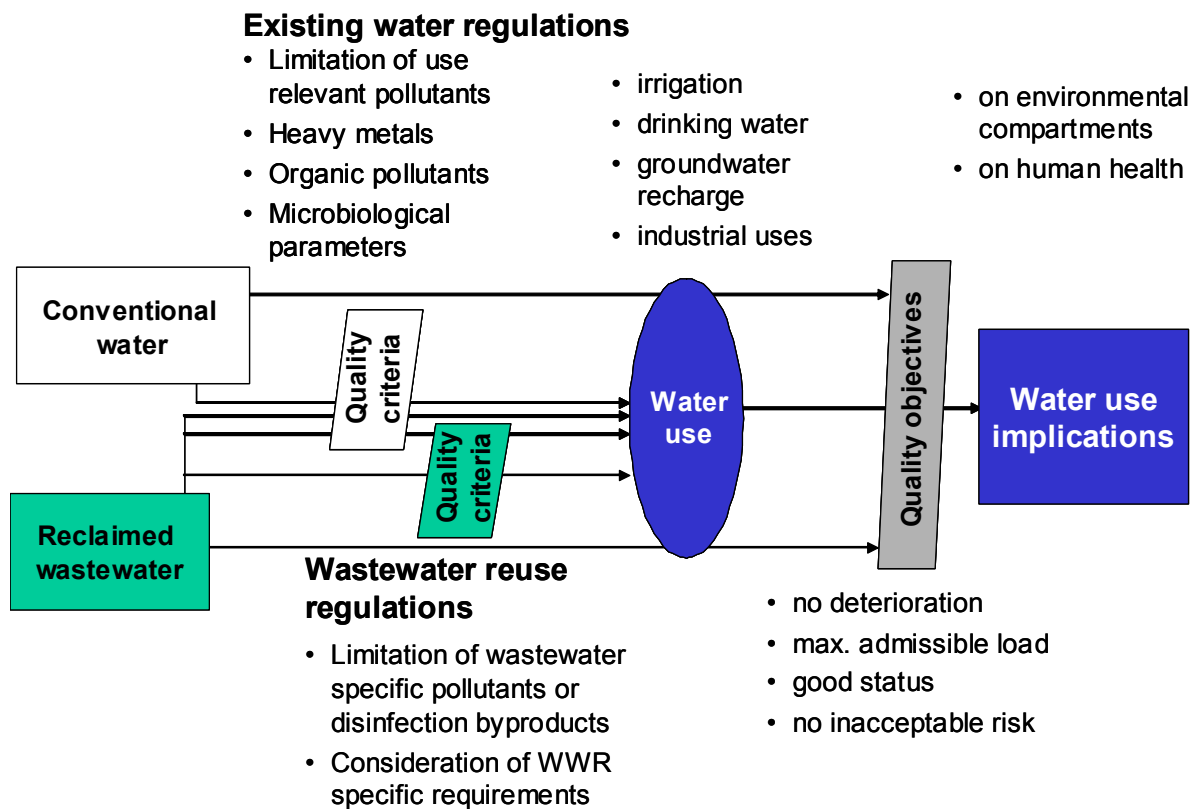 Existing water regulations
• Limitation of use
relevant pollutants
• Heavy metals
• Organic pollutants
• Microbiological
parameters
• irrigation
• drinking water
• groundwater
recharge
• industrial uses
• on environmental
compartments
• on human health
Conventional
water
Quality
criteria
Quality
criteria
Water
use
Quality objectives
Water use
implications
Reclaimed
wastewater
Wastewater reuse
regulations
• Limitation of wastewater
specific pollutants or
disinfection byproducts
• Consideration of WWR
specific requirements
• no deterioration
• max. admissible load
• good status
• no inacceptable risk